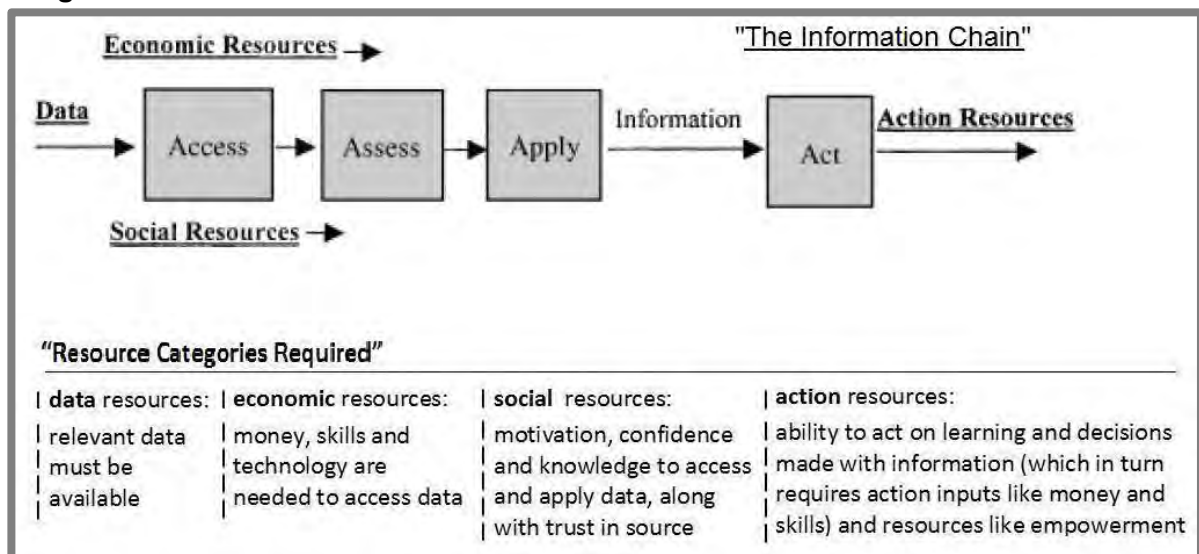 Economic Resources
"The Information Chain"
Data
Access
Assess
Apply
Information
Act
Action Resources
Social Resources
“Resource Categories Required”
data resources:
relevant data
must be
available
economic resources:
money, skills and
technology are
needed to access data
social resources:
motivation, confidence
and knowledge to access
and apply data, along
with trust in source
action resources:
ability to act on learning and decisions
made with information (which in turn
requires action inputs like money and
skills) and resources like empowerment